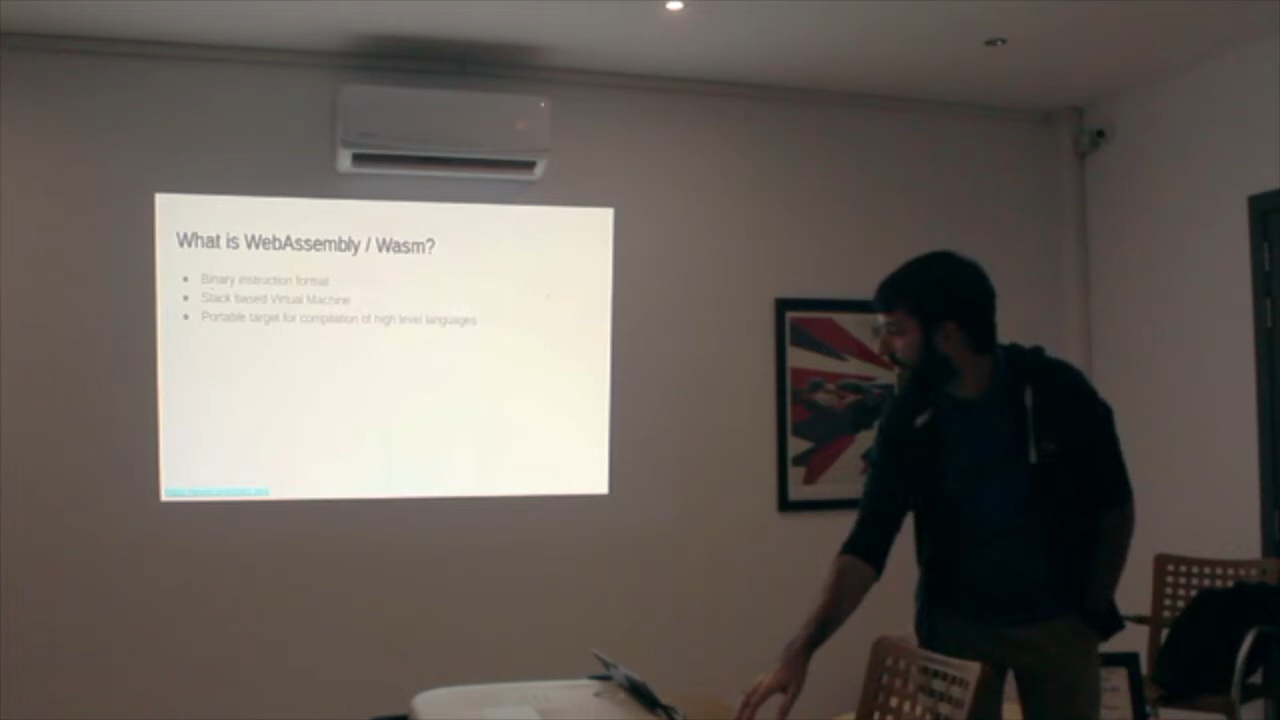 What is WebAssembly / Wasm?
Binary instruction format
Stack based Virtual Machine
Portable target for compilation of high level languages